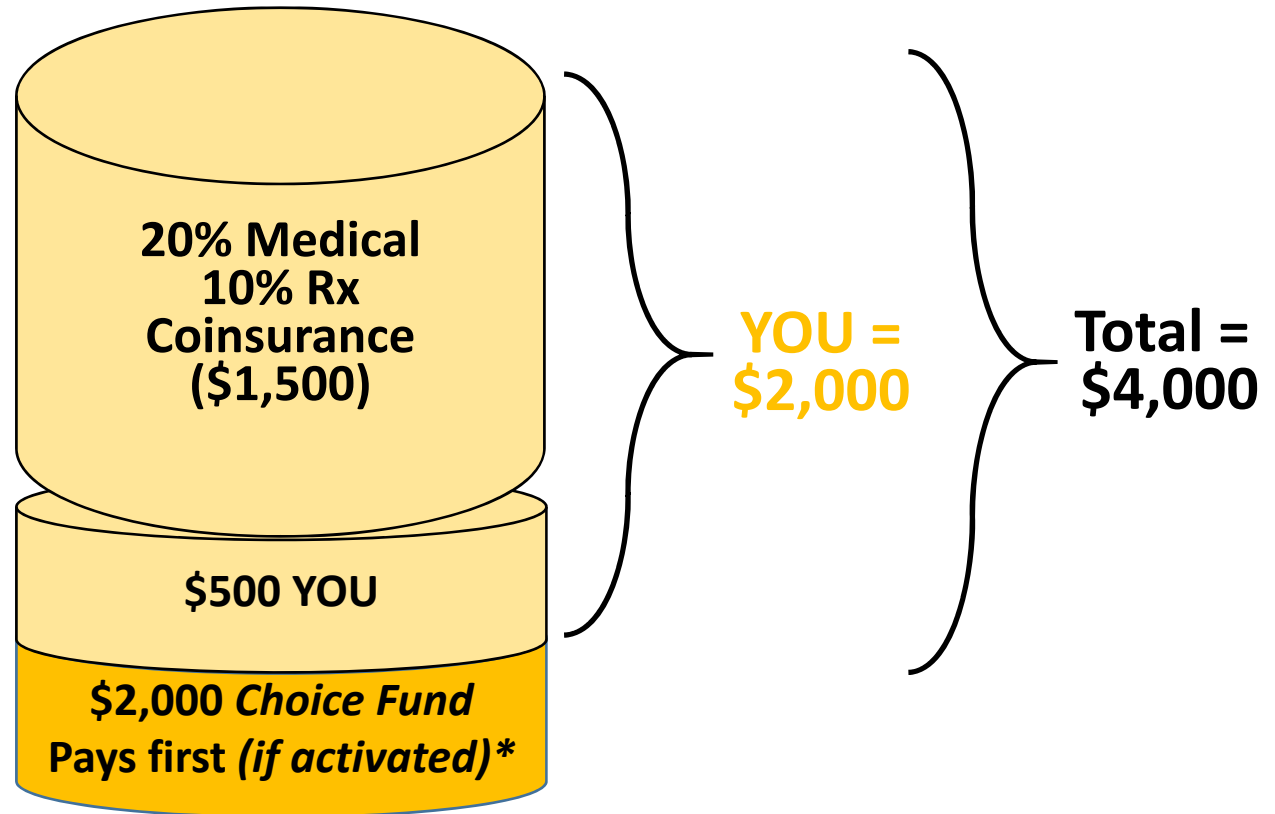 20% Medical
10% Rx
Coinsurance
($1,500)
$500 YOU
$2,000 Choice Fund
Pays first (if activated)*
YOU =
$2,000
Total =
$4,000